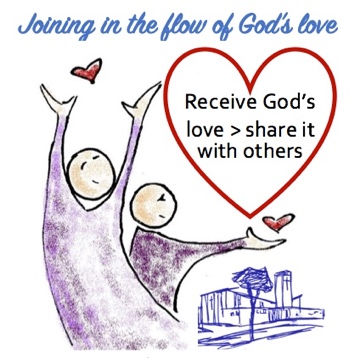 Joining in the flow of God's love
Receive God's
love > share it
with others